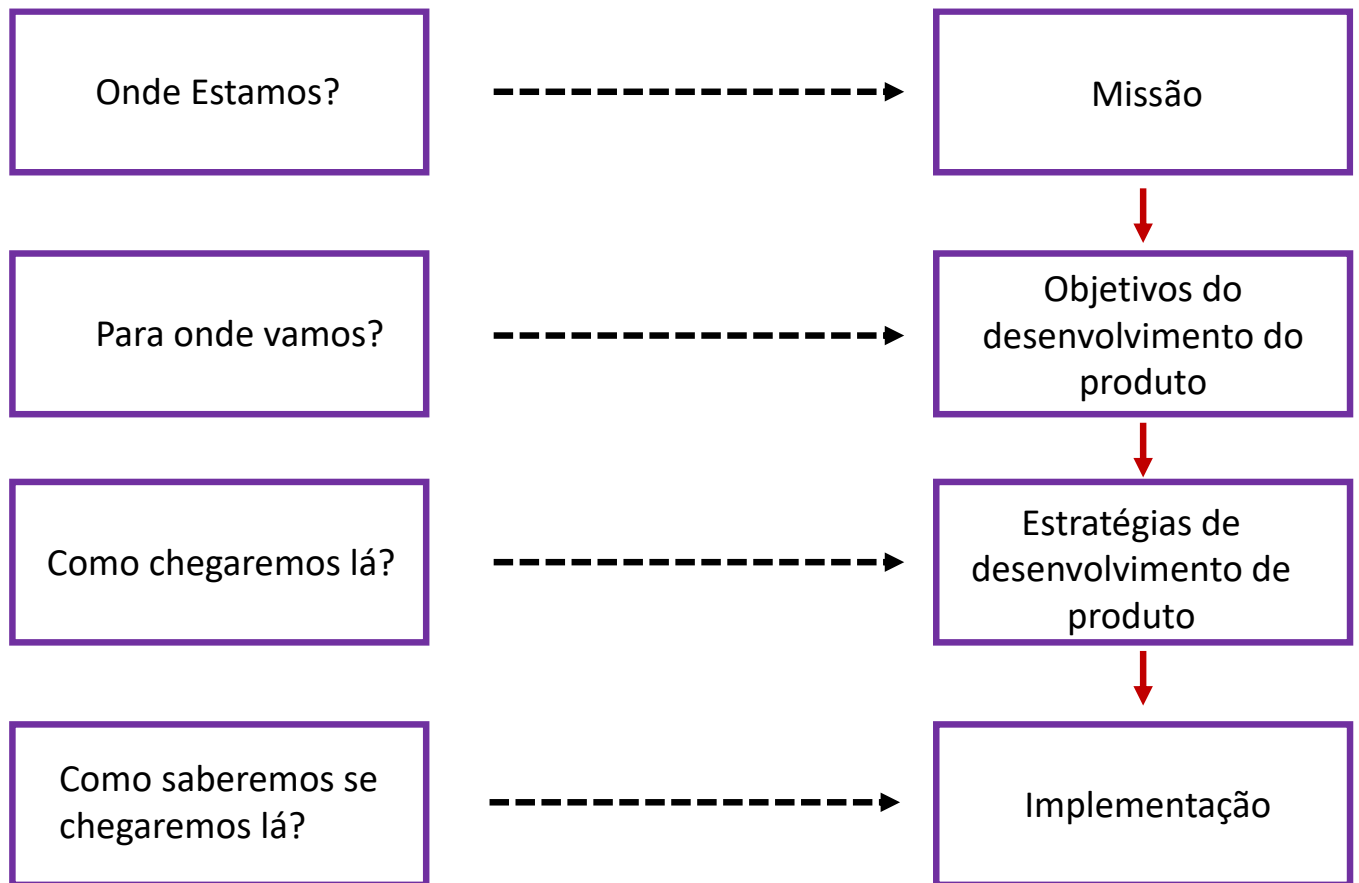 Onde Estamos?
Missão
Para onde vamos?
Objetivos do
desenvolvimento do
produto
Como chegaremos lá?
Estratégias de
desenvolvimento de
produto
Como saberemos se
chegaremos lá?
Implementação